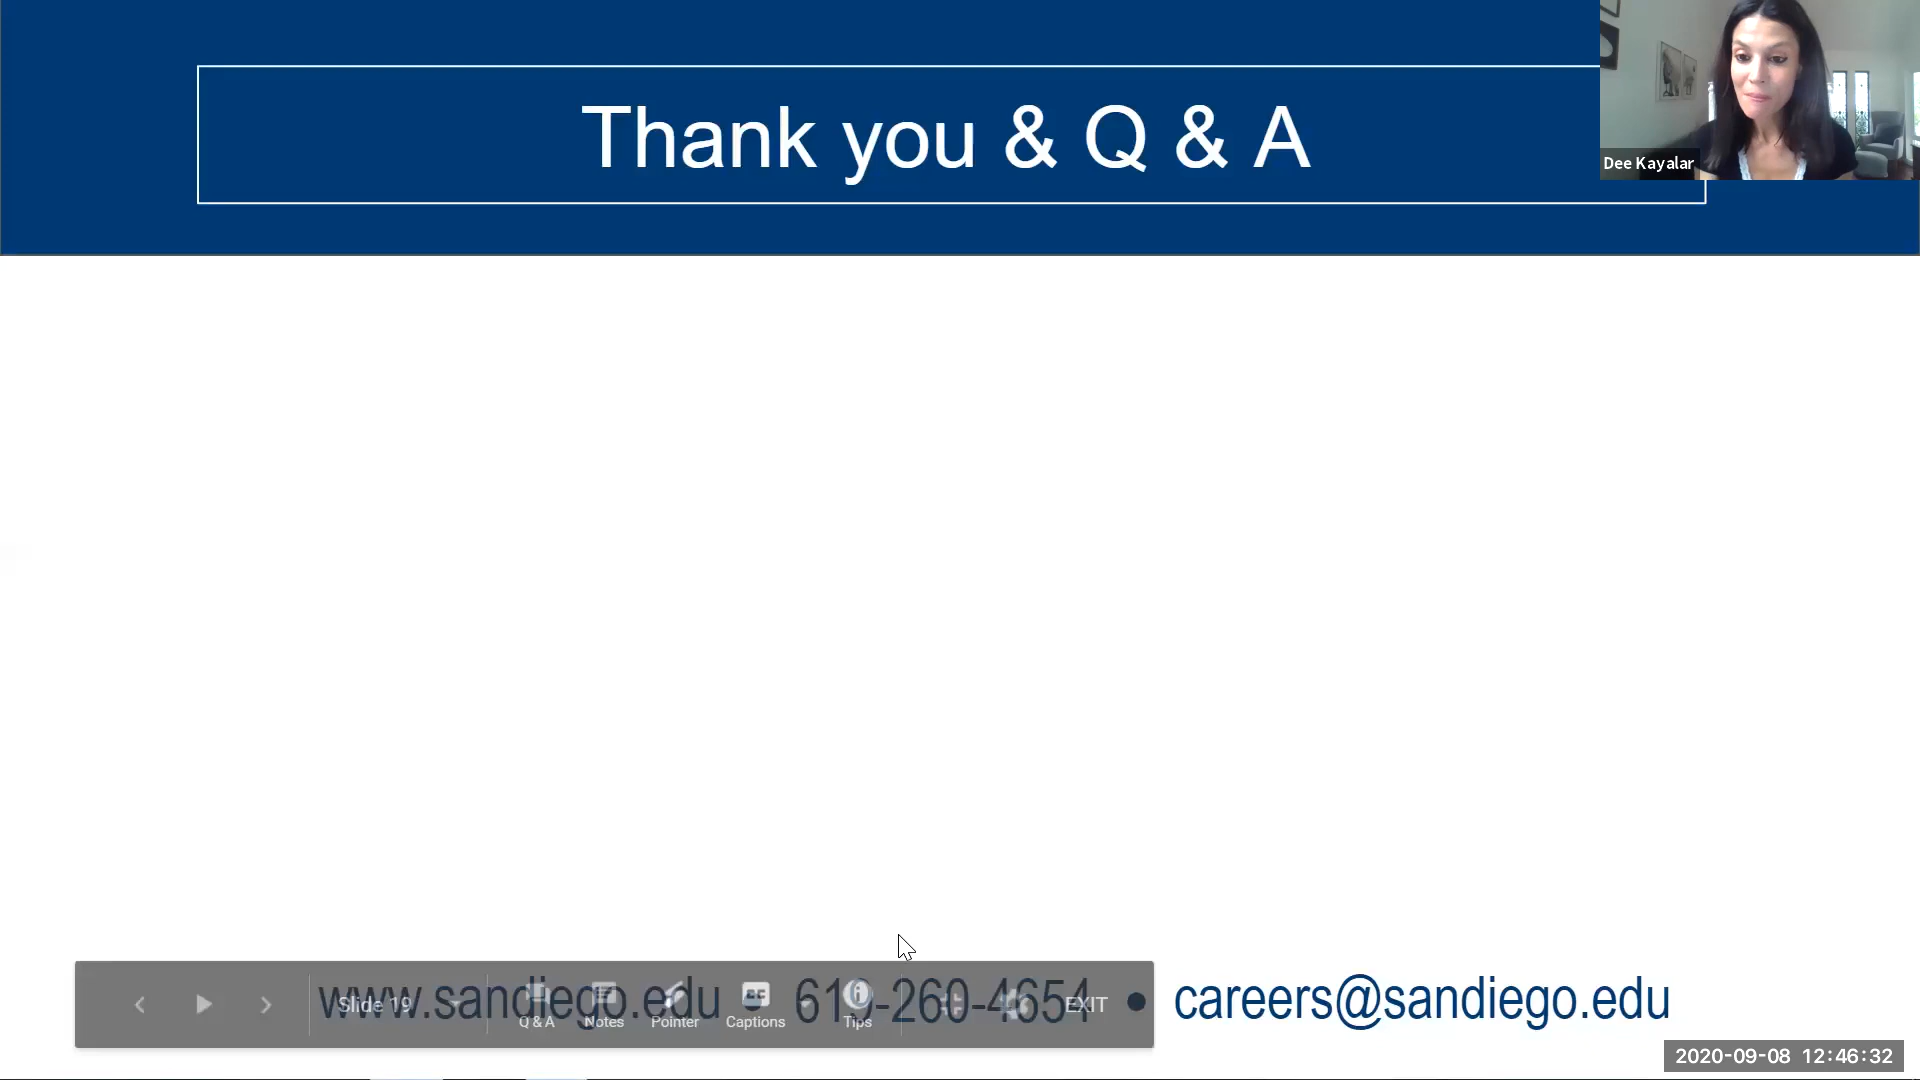 Thank you & Q & A
Dee Kayalar
www.sandiego.edu 619-260-4654 ● careers@sandiego.edu
Slide 19
Q & A Notes Pointer Captions Tips EXIT
2020-09-08 12:46:32